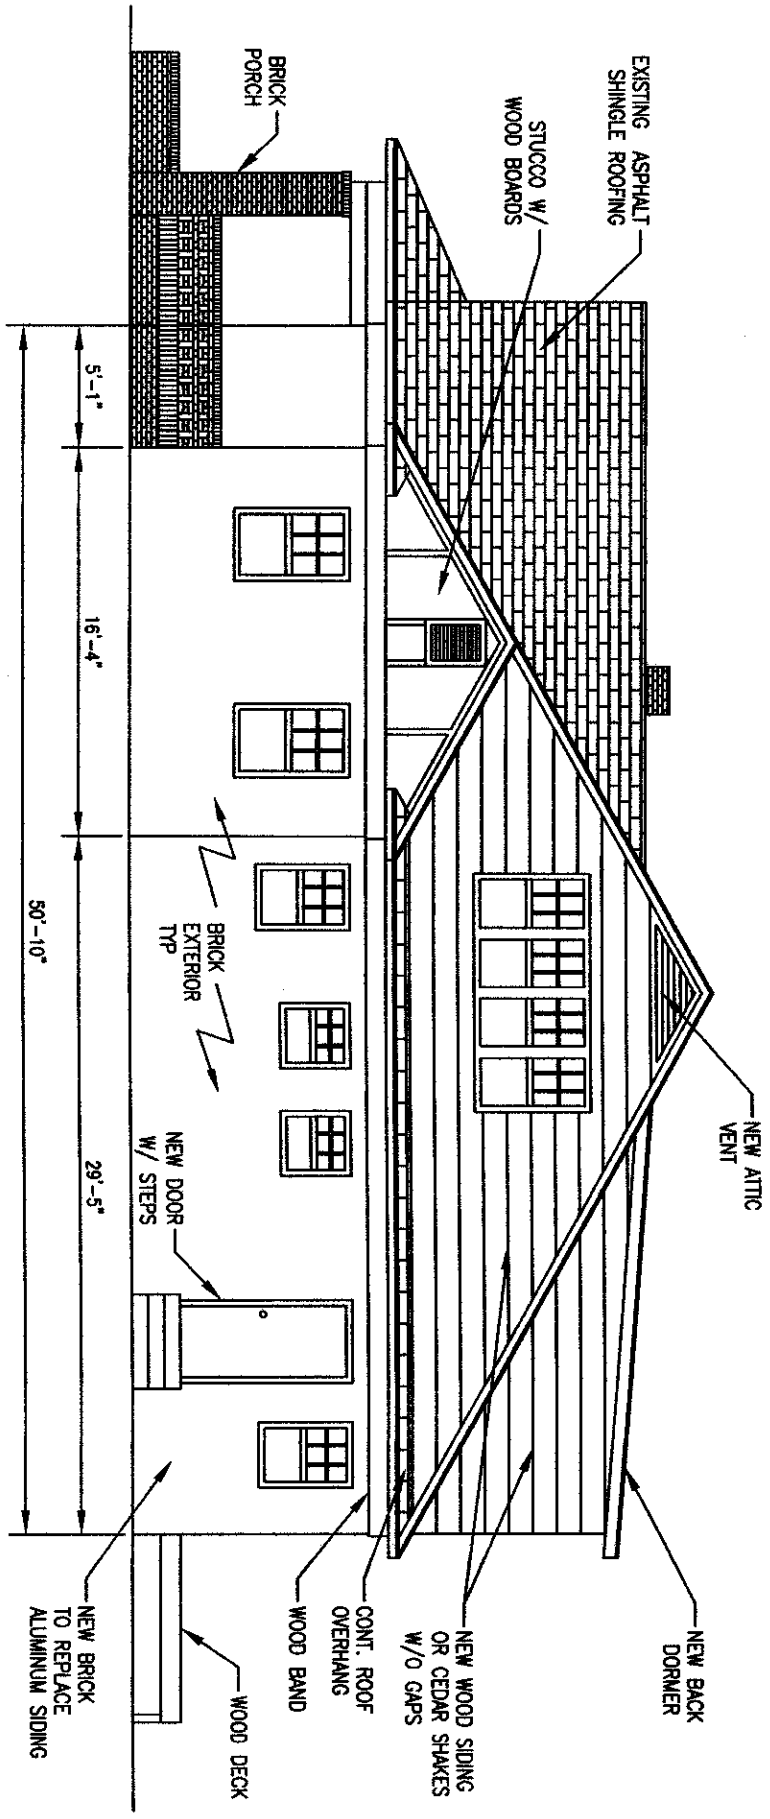 EXISTING ASPHALT
SHINGLE ROOFING
STUCCO W/
WOOD BOARDS
BRICK
PORCH
NEW ATTIC
VENT
NEW BACK
DORMER
NEW WOOD SIDING
OR CEDAR SHAKES
W/O GAPS
CONT. ROOF
OVERHANG
WOOD BAND
WOOD DECK
NEW BRICK
TO REPLACE
ALUMINUM SIDING
BRICK
EXTERIOR
TYP
NEW DOOR
W/ STEPS
5'-1"
16'-4"
29'-5"
50'-10"